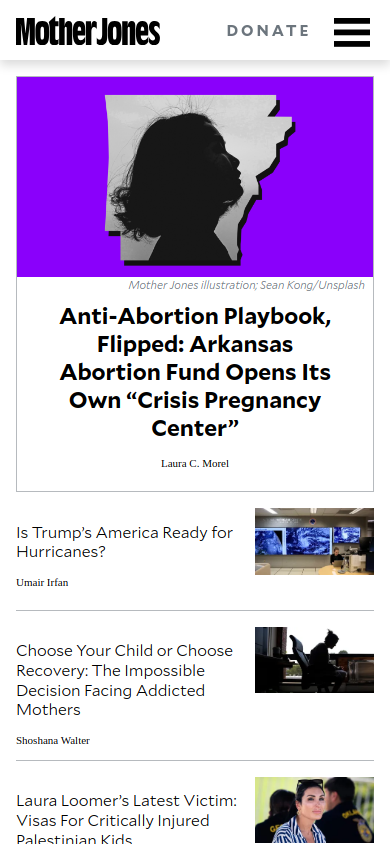 Mother Jones
DONATE
Mother Jones illustration; Sean Kong/Unsplash
Anti-Abortion Playbook,
Flipped: Arkansas
Abortion Fund Opens Its
Own “Crisis Pregnancy
Center”
Laura C. Morel
Is Trump’s America Ready for
Hurricanes?
Umair Irfan
Choose Your Child or Choose
Recovery: The Impossible
Decision Facing Addicted
Mothers
Shoshana Walter
Laura Loomer’s Latest Victim:
Visas For Critically Injured
Palestinian Kids